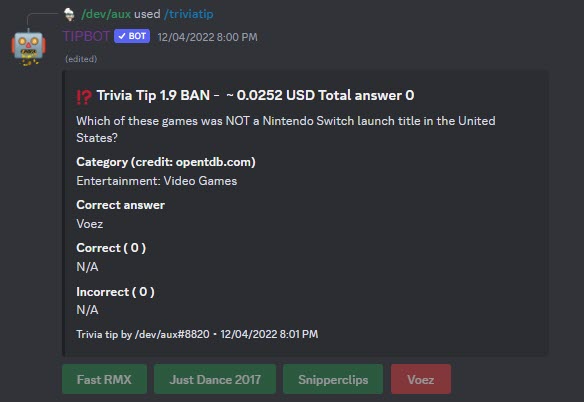 /dev/aux used /triviatip
TIPBOT ✓ BOT 12/04/2022 8:00 PM
(edited)
⁉ Trivia Tip 1.9 BAN - ~ 0.0252 USD Total answer 0
Which of these games was NOT a Nintendo Switch launch title in the United
States?
Category (credit: opentdb.com)
Entertainment: Video Games
Correct answer
Voez
Correct ( 0 )
N/A
Incorrect ( 0 )
N/A
Trivia tip by /dev/aux#8820 • 12/04/2022 8:01 PM
Fast RMX Just Dance 2017 Snipperclips Voez